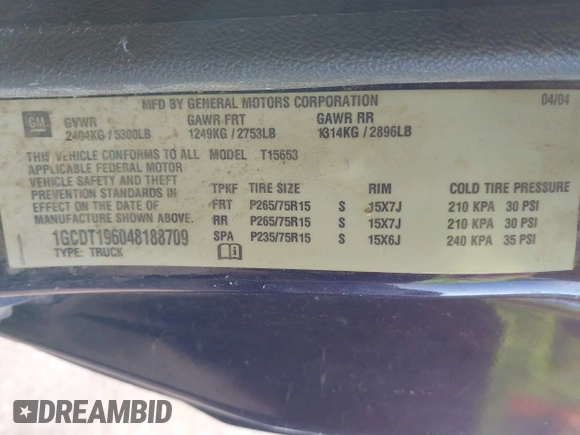 MFD BY GENERAL MOTORS CORPORATION 04/04
GM GVWR GAWR FRT GAWR RR
2404KG / 5300LB 1249KG / 2753LB 1314KG / 2896LB
THIS VEHICLE CONFORMS TO ALL MODEL T15653
APPLICABLE FEDERAL MOTOR
VEHICLE SAFETY AND THEFT
PREVENTION STANDARDS IN
EFFECT ON THE DATE OF
MANUFACTURE SHOWN ABOVE.
1GCDT196048188709
TYPE: TRUCK
TPKF TIRE SIZE RIM COLD TIRE PRESSURE
FRT P265/75R15 S 15X7J 210 KPA 30 PSI
RR P265/75R15 S 15X7J 210 KPA 30 PSI
SPA P235/75R15 S 15X6J 240 KPA 35 PSI
DREAMBID